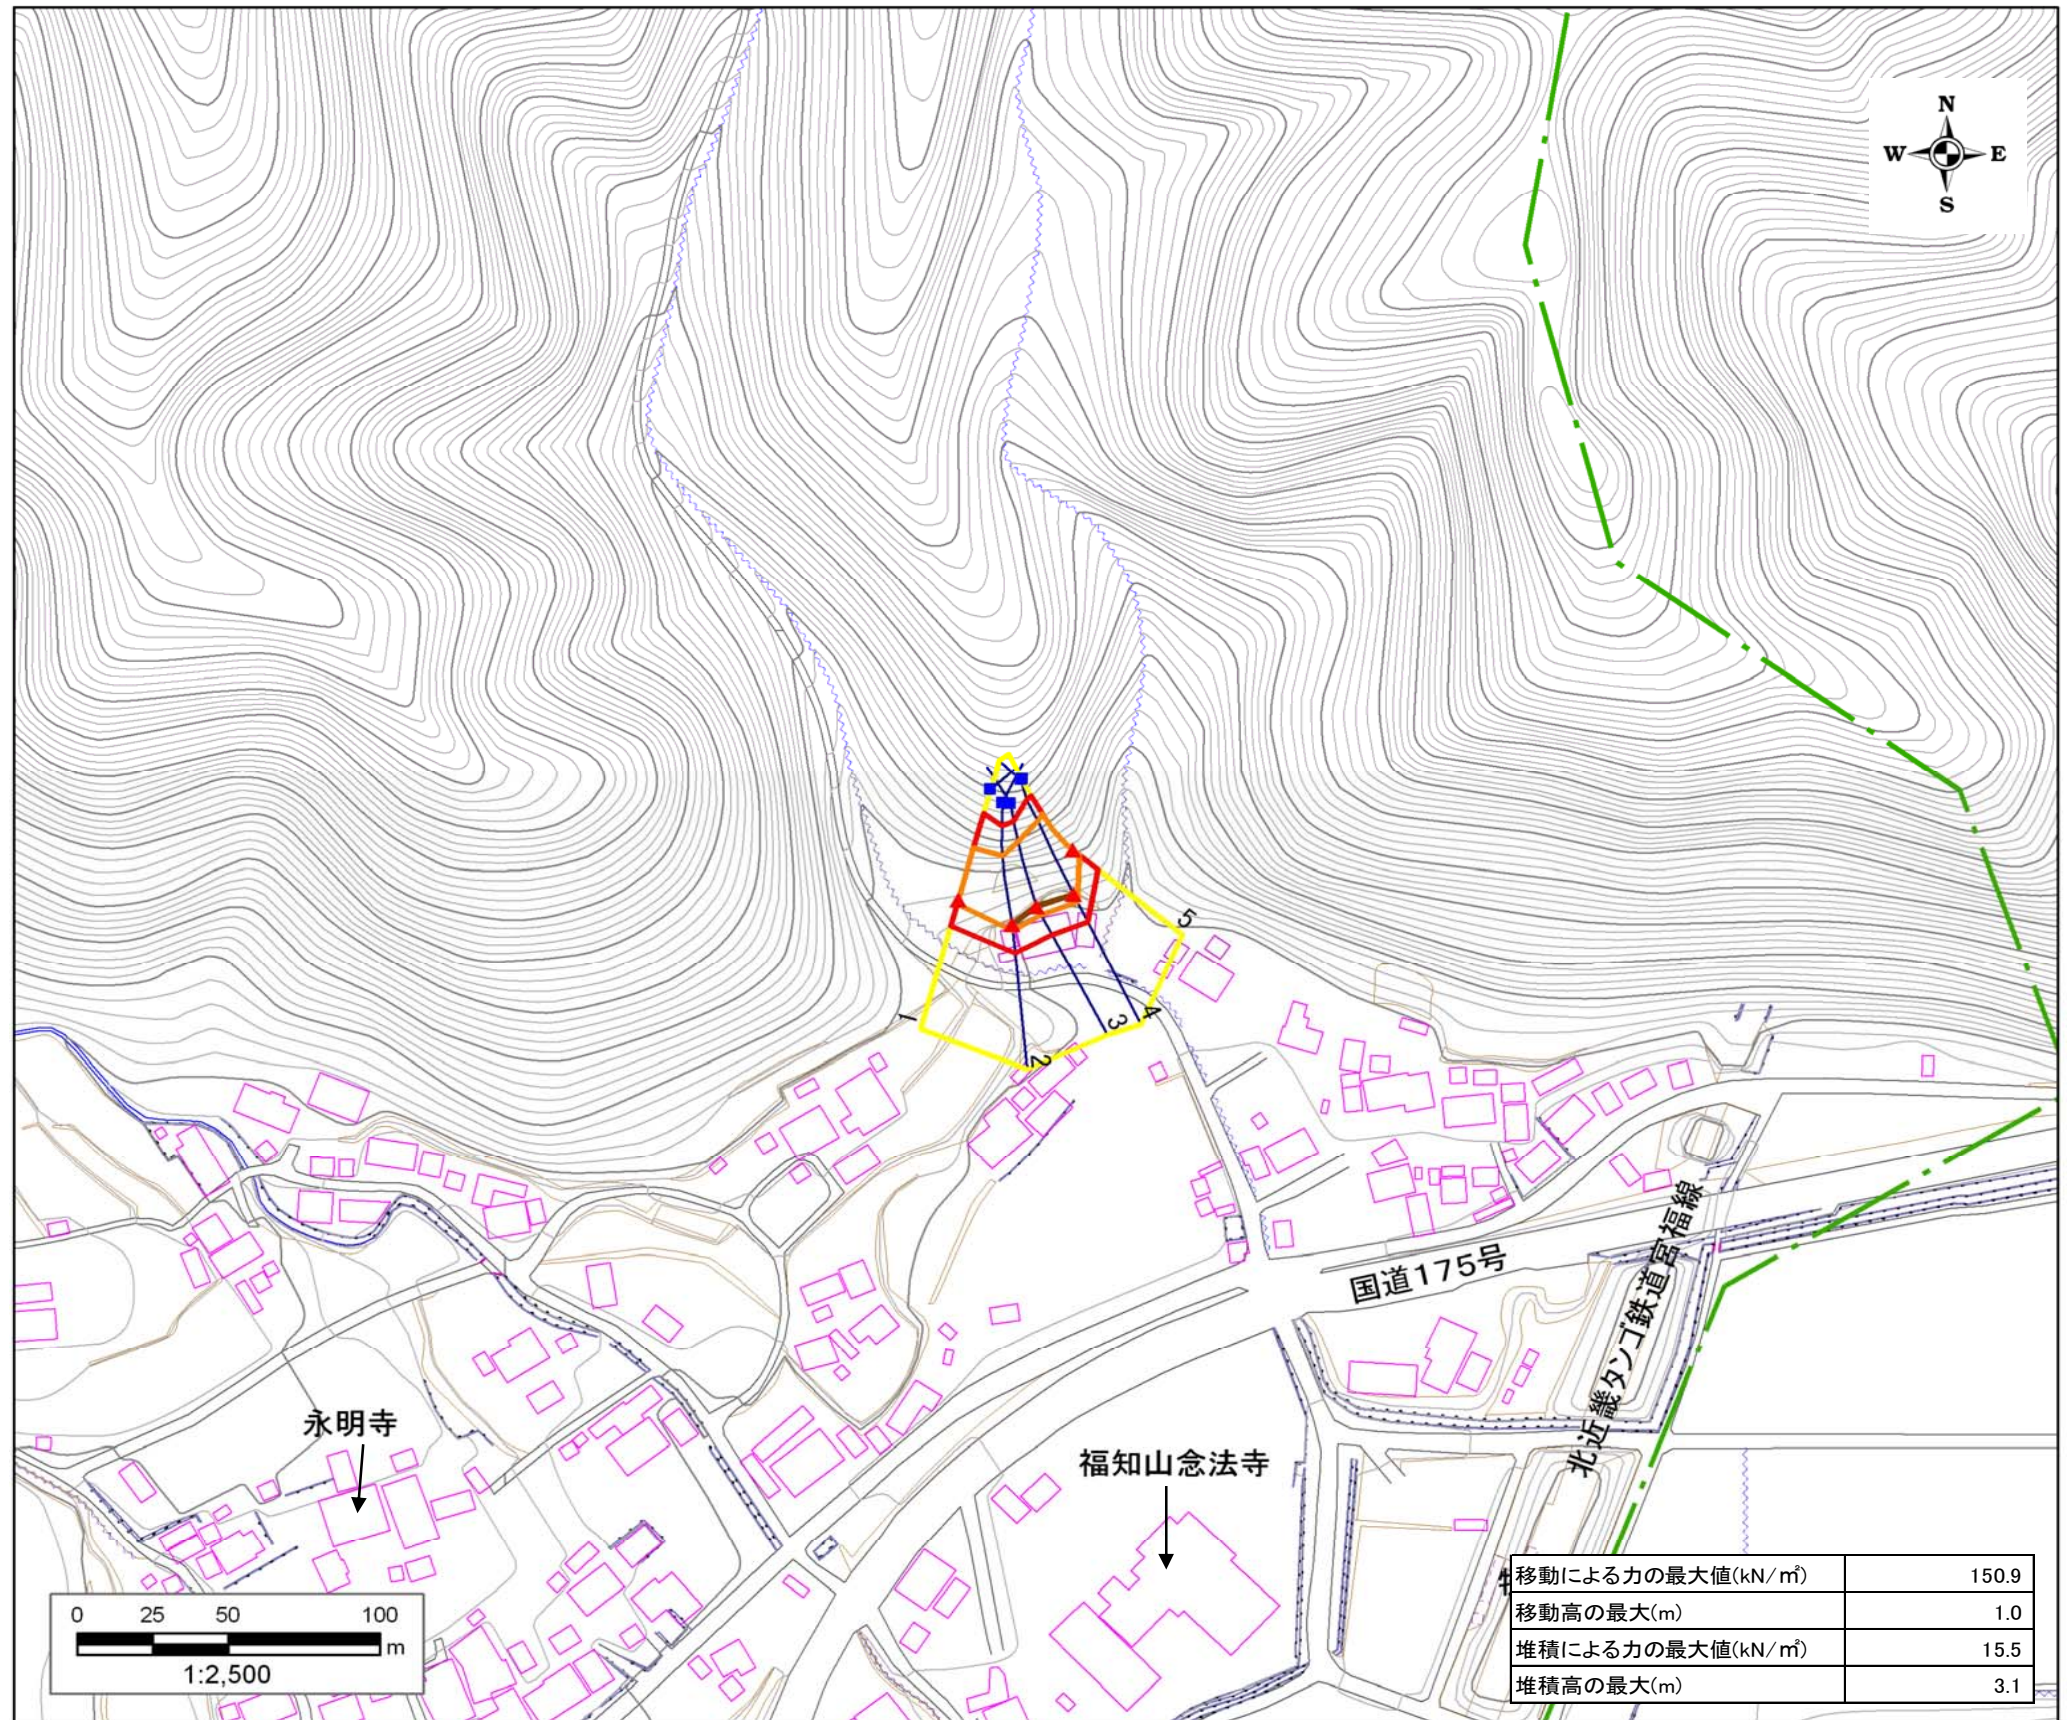 N
W E
S
5
1
3
4
2
国道175号
北近畿タンゴ鉄道宮福線
永明寺
福知山念法寺
移動による力の最大値(kN/㎡) 150.9
移動高の最大(m) 1.0
堆積による力の最大値(kN/㎡) 15.5
堆積高の最大(m) 3.1
0 25 50 100
m
1:2,500